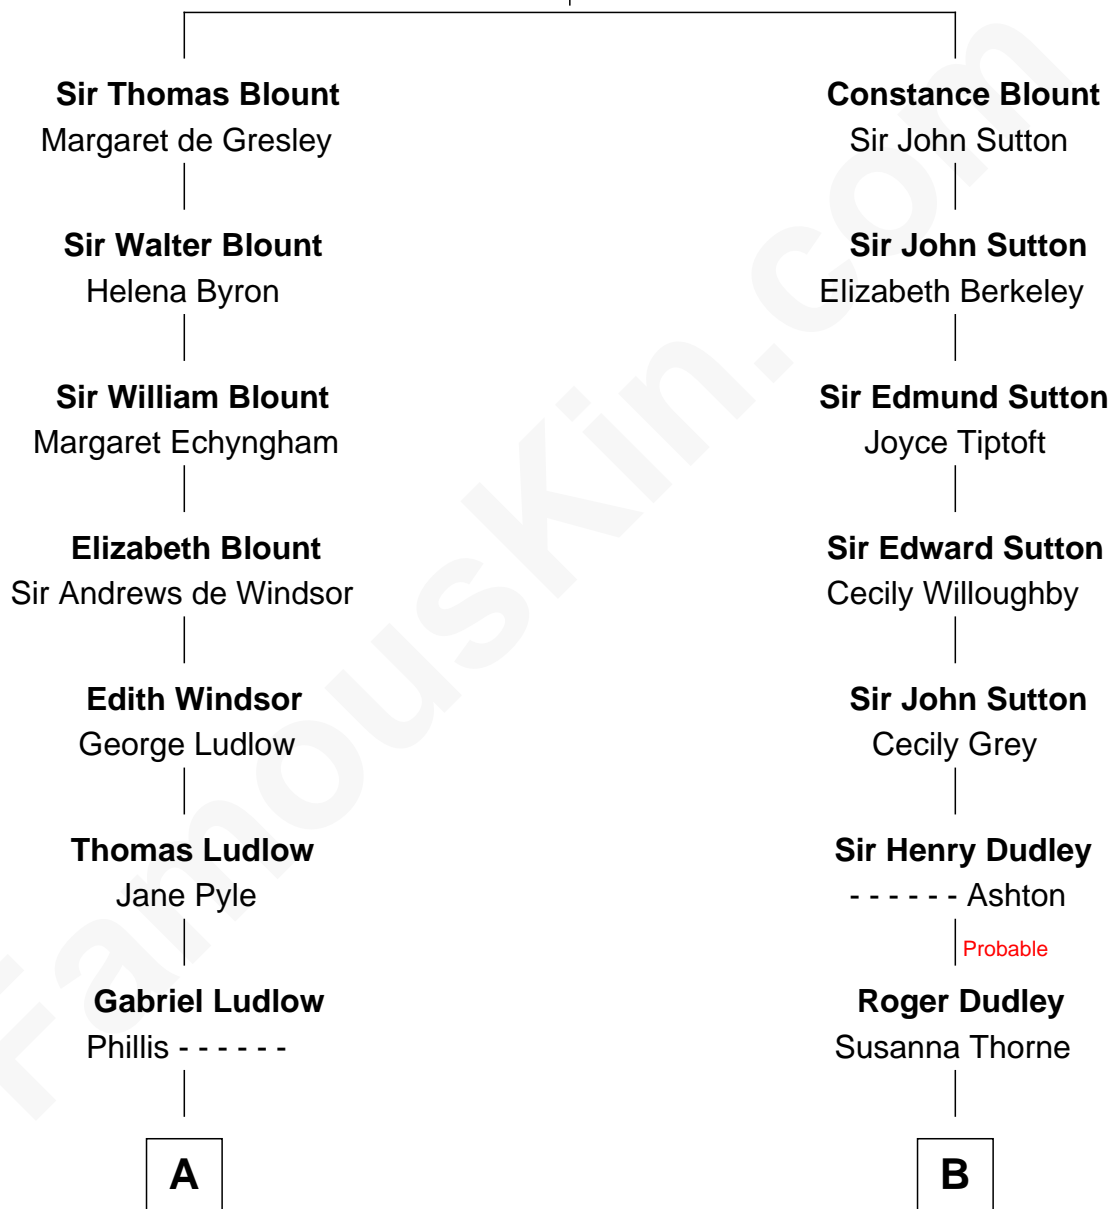 Sir Thomas Blount
Margaret de Gresley
Sir Walter Blount
Helena Byron
Sir William Blount
Margaret Echyngham
Elizabeth Blount
Sir Andrews de Windsor
Edith Windsor
George Ludlow
Thomas Ludlow
Jane Pyle
Gabriel Ludlow
Phillis - - - - - -
A
Constance Blount
Sir John Sutton
Sir John Sutton
Elizabeth Berkeley
Sir Edmund Sutton
Joyce Tiptoft
Sir Edward Sutton
Cecily Willoughby
Sir John Sutton
Cecily Grey
Sir Henry Dudley
- - - - - - Ashton
Probable
Roger Dudley
Susanna Thorne
B
FamousKin.com